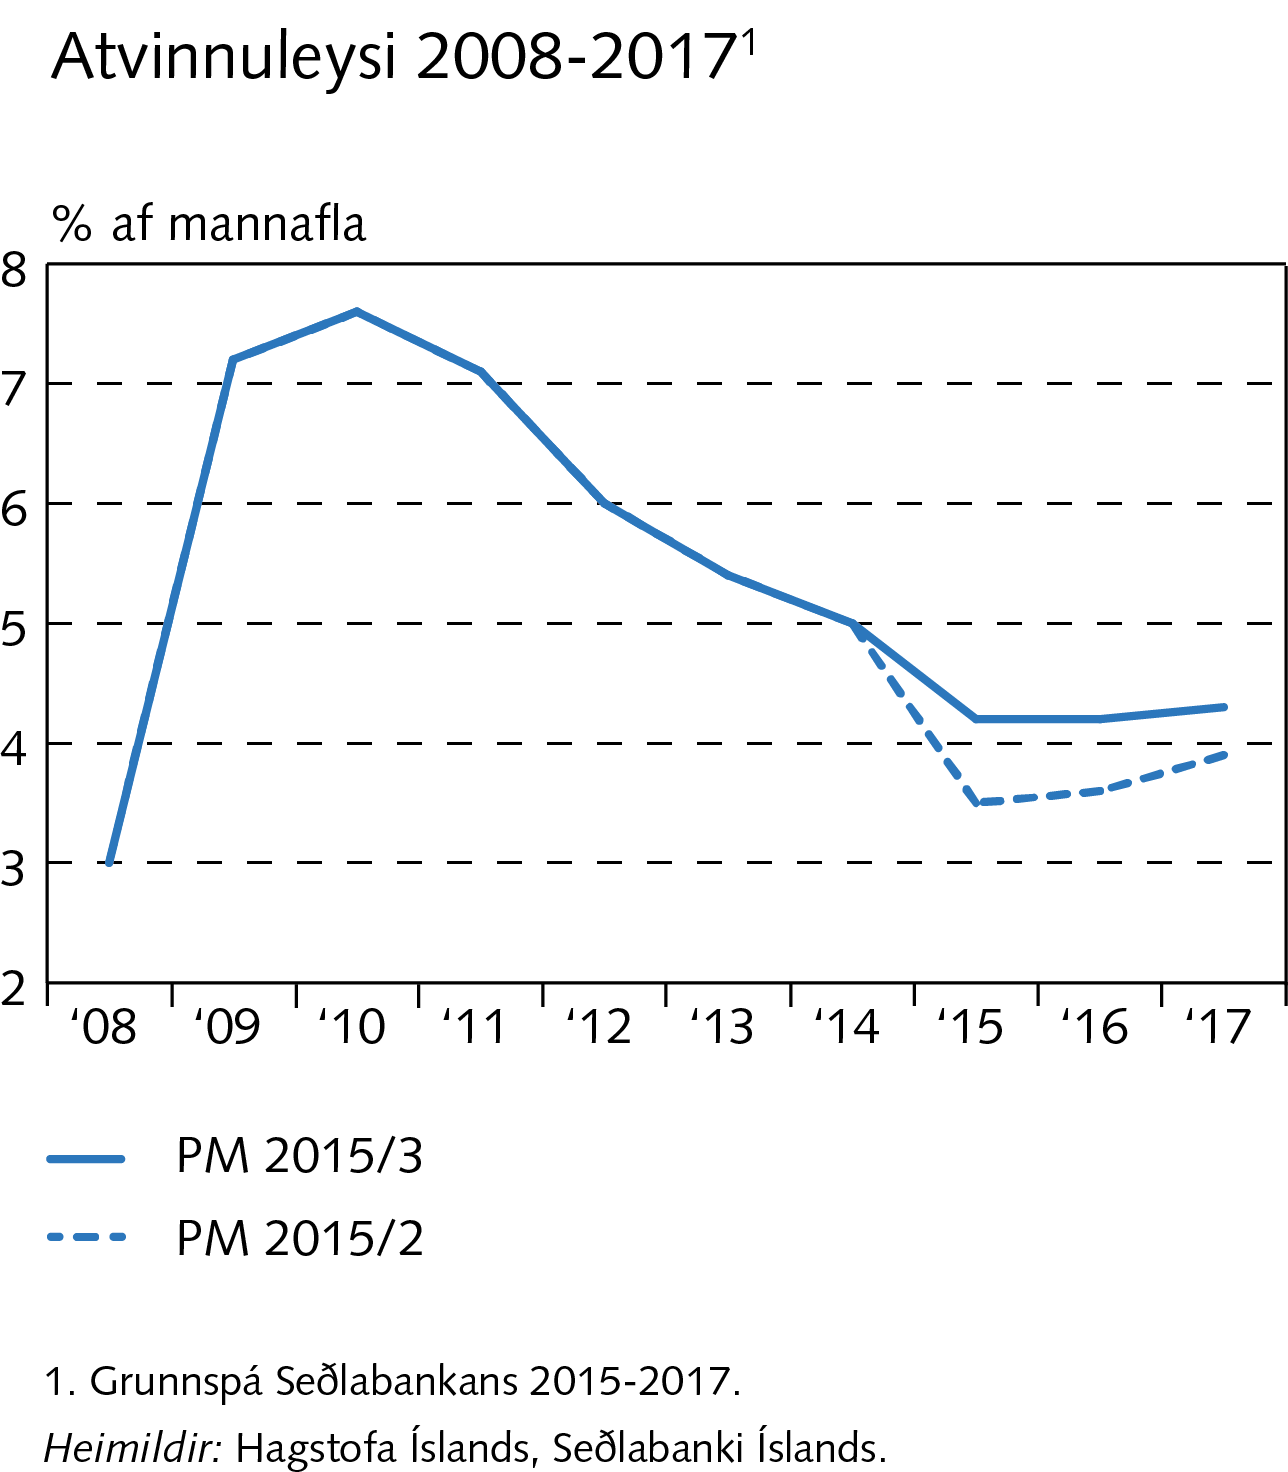 Atvinnuleysi 2008-2017¹
% af mannafla
8
7
6
5
4
3
2
‘08 ‘09 ‘10 ‘11 ‘12 ‘13 ‘14 ‘15 ‘16 ‘17
PM 2015/3
PM 2015/2
1. Grunnspá Seðlabankans 2015-2017.
Heimildir: Hagstofa Íslands, Seðlabanki Íslands.